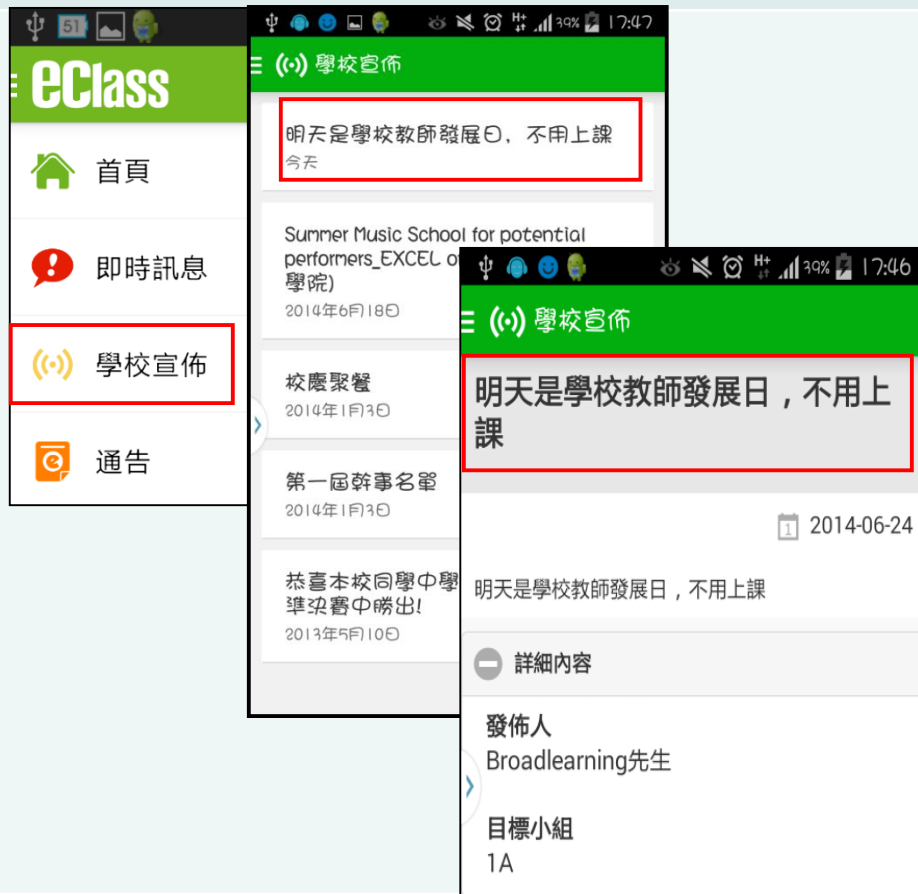 51
eClass
首頁
即時訊息
學校宣佈
通告
H+ 39% 17:47
學校宣佈
明天是學校教師發展日，不用上課
今天
Summer Music School for potential
performers_EXCEL
學院)
2014年6月18日
校慶聚餐
2014年1月3日
第一屆幹事名單
2014年1月3日
恭喜本校同學中學
準決賽中勝出!
2013年5月10日
H+ 39% 17:46
學校宣佈
明天是學校教師發展日，不用上
課
1 2014-06-24
明天是學校教師發展日，不用上課
詳細內容
發佈人
Broadlearning先生
目標小組
1A